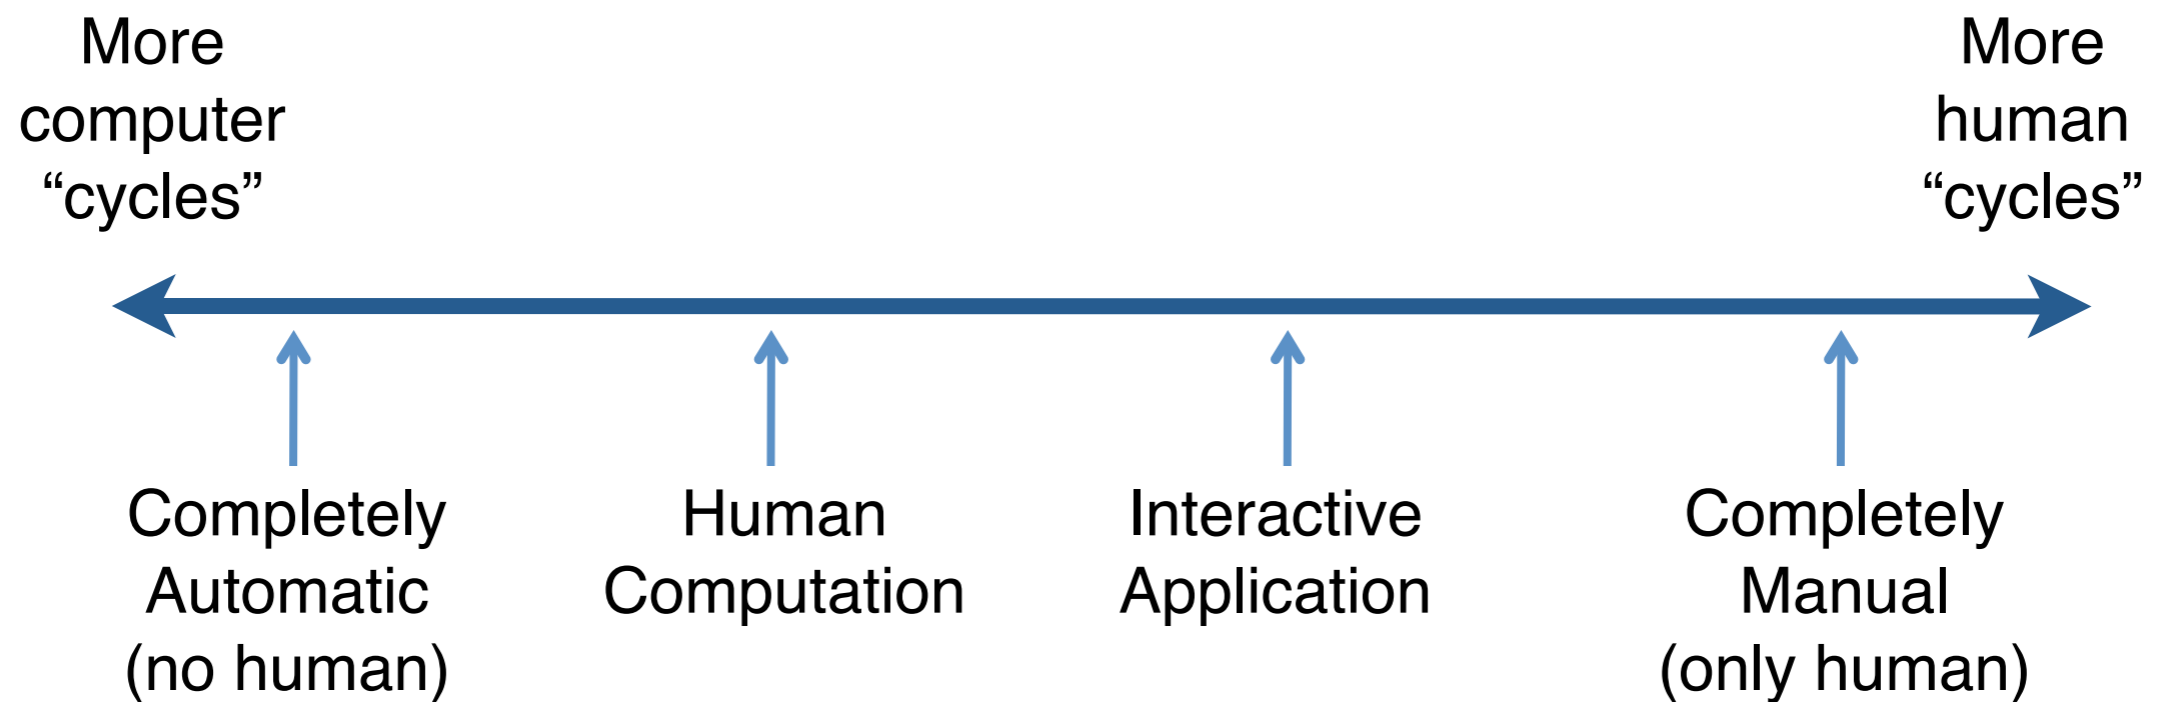 More
computer
“cycles”
More
human
“cycles”
Completely
Automatic
(no human)
Human
Computation
Interactive
Application
Completely
Manual
(only human)